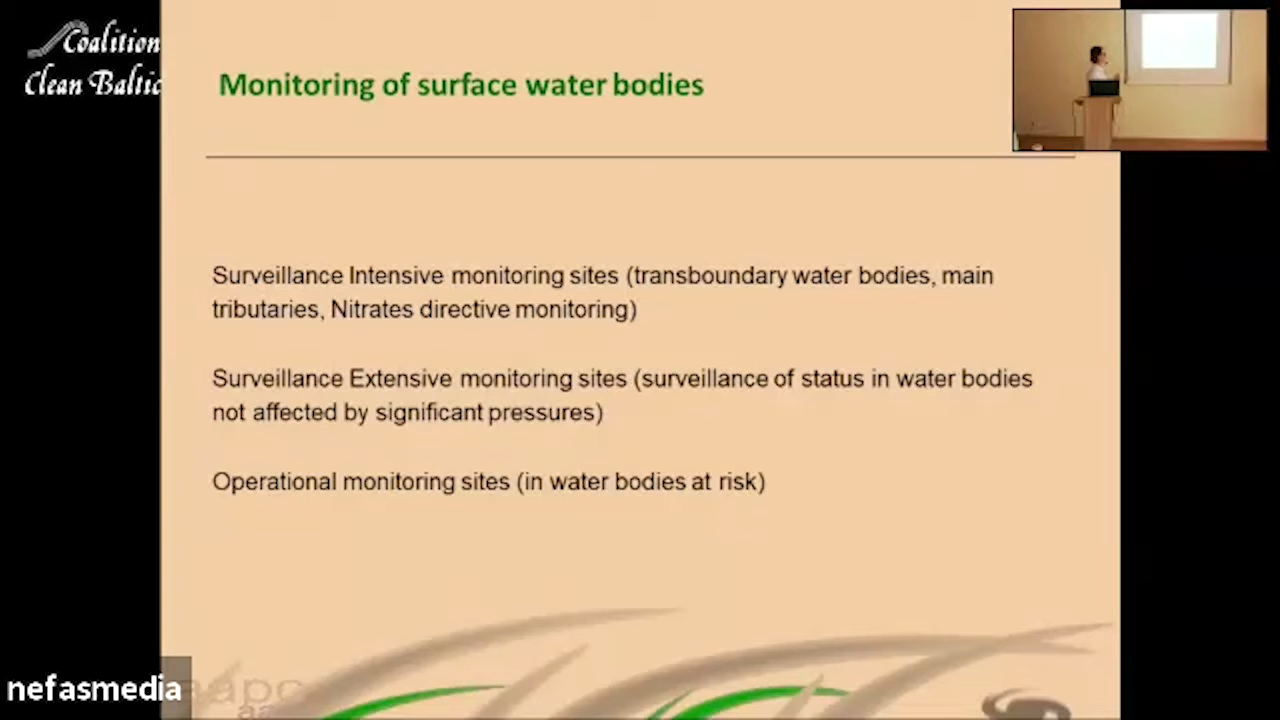 Coalition
Clean Baltic
Monitoring of surface water bodies
Surveillance Intensive monitoring sites (transboundary water bodies, main
tributaries, Nitrates directive monitoring)
Surveillance Extensive monitoring sites (surveillance of status in water bodies
not affected by significant pressures)
Operational monitoring sites (in water bodies at risk)
nefasmedia